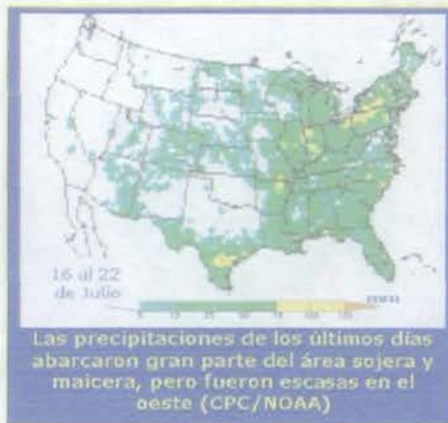 16 al 22
de Julio
Las precipitaciones de los últimos días
abarcaron gran parte del área sojera y
maicera, pero fueron escasas en el
oeste (CPC/NOAA)